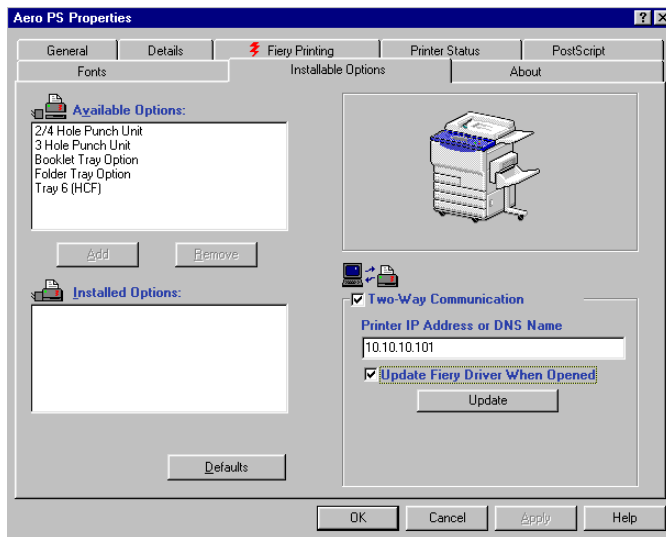 Aero PS Properties
General
Details
Fiery Printing
Printer Status
PostScript
Fonts
Installable Options
About
Available Options:
2/4 Hole Punch Unit
3 Hole Punch Unit
Booklet Tray Option
Folder Tray Option
Tray 6 (HCF)
Add
Remove
Installed Options:
Defaults
Two-Way Communication
Printer IP Address or DNS Name
10.10.10.101
Update Fiery Driver When Opened
Update
OK
Cancel
Apply
Help